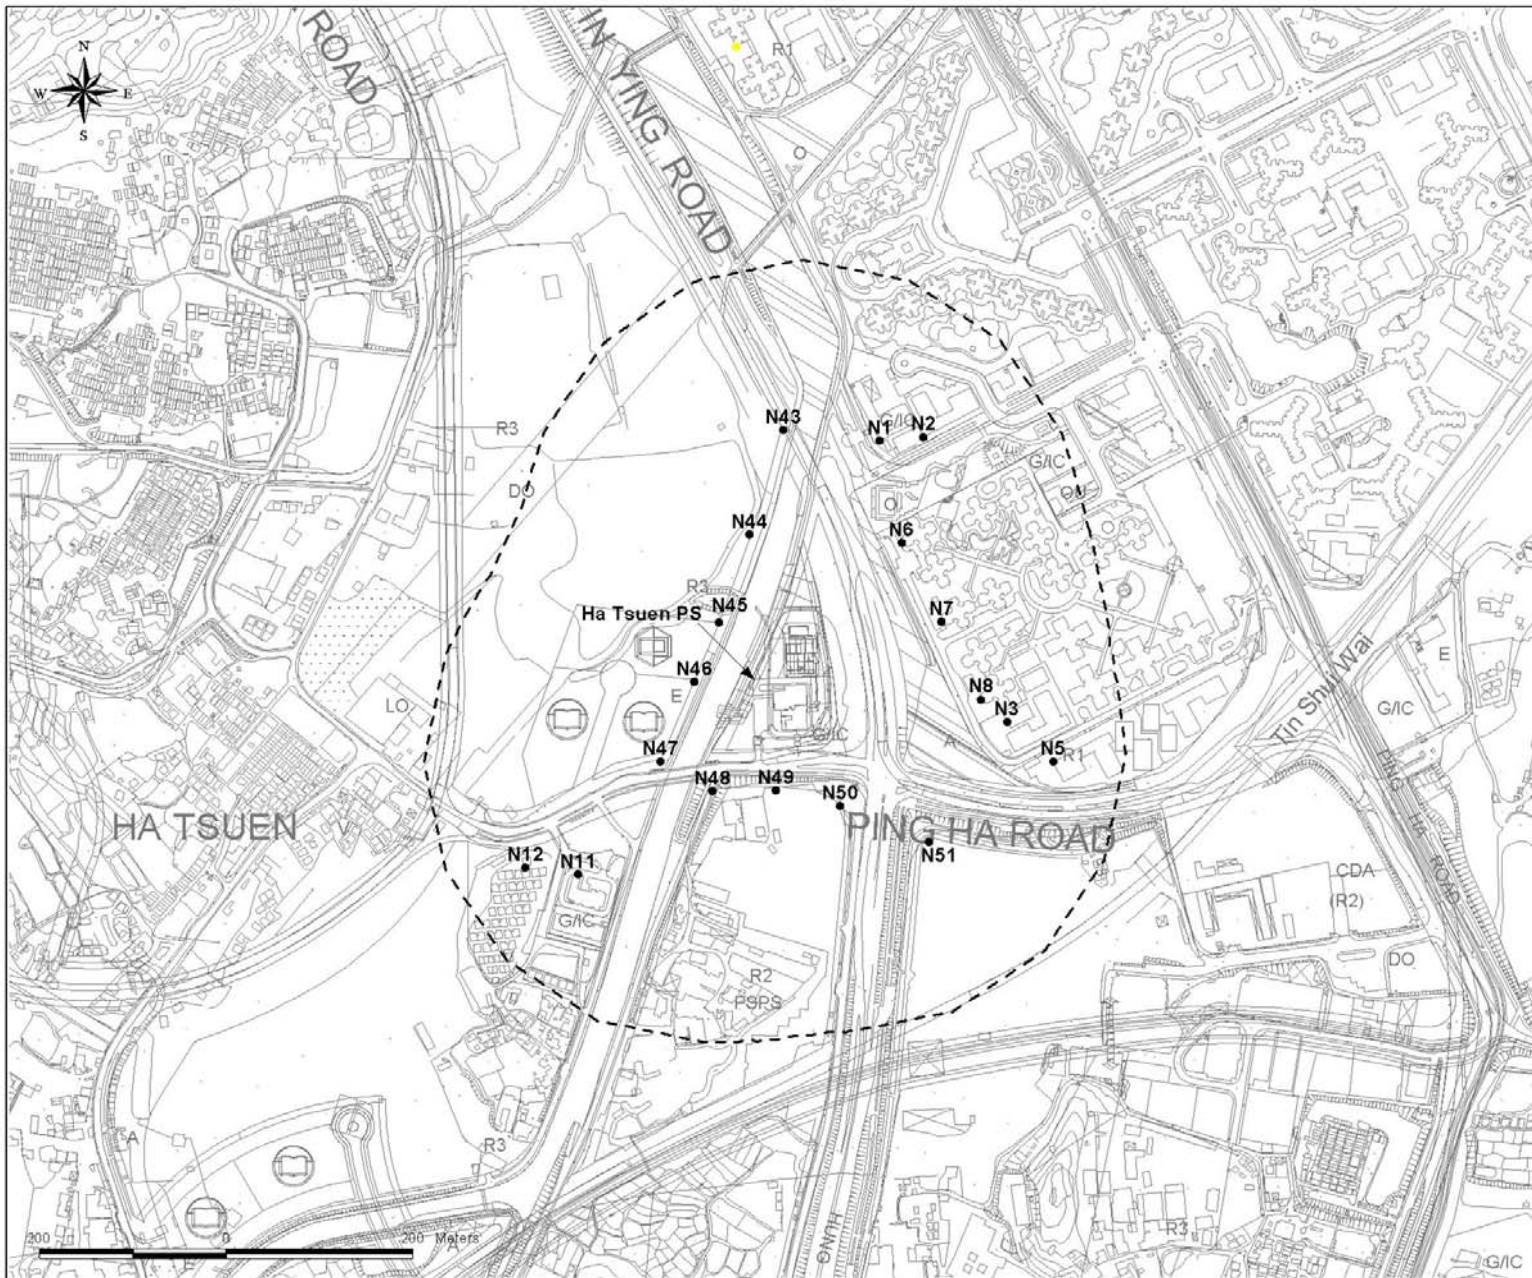 N
W E
S
ROAD
IN YING ROAD
R1
O
N43
G/IC
N1
N2
R3
G/IC
DO
O
O
N44
N6
R3
N45
Ha Tsuen PS
N7
Tin Shui Wai
E
N46
E
N8
N3
LO
G/IC
G/IC
A
N47
N5
R1
N48
N49
N50
PING HA ROAD
HA TSUEN
V
PING HA ROAD
N51
N12
N11
G/IC
CDA
(R2)
R2
PSPS
DO
A
R3
HUNG
R3
200 0 200 Meters
A
G/IC